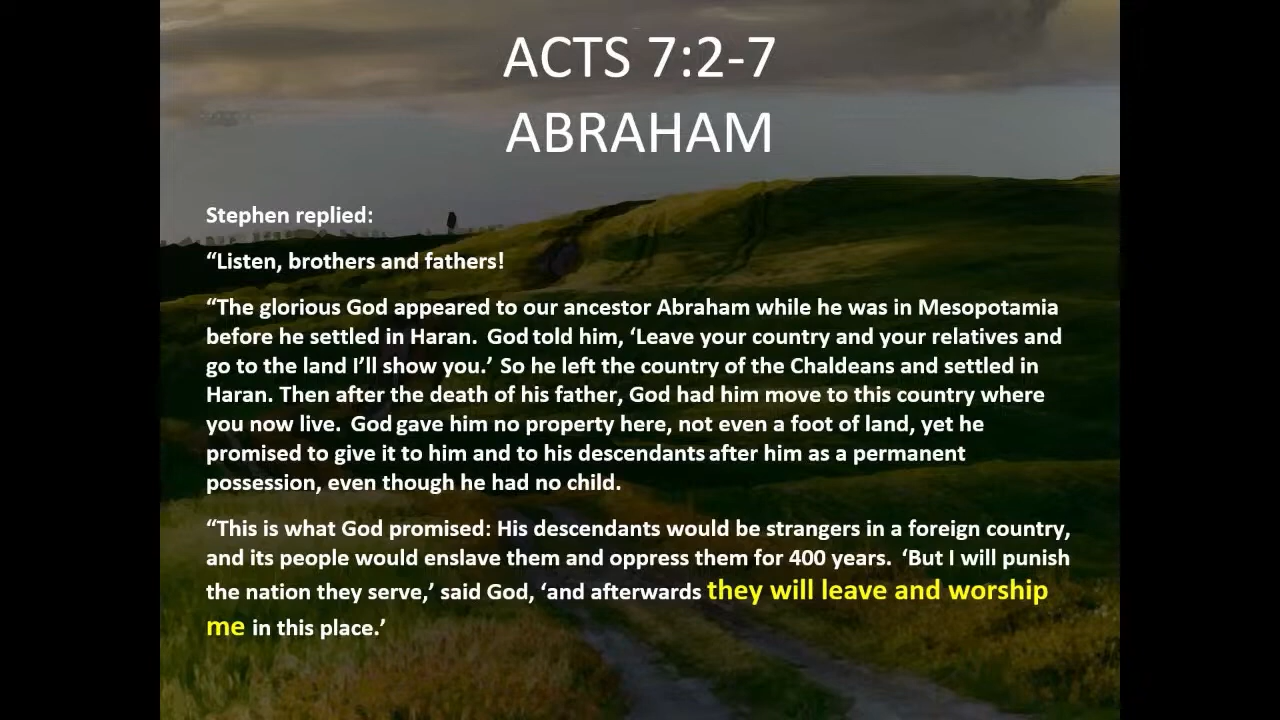 ACTS 7:2-7
ABRAHAM
Stephen replied:
“Listen, brothers and fathers!
“The glorious God appeared to our ancestor Abraham while he was in Mesopotamia
before he settled in Haran. God told him, ‘Leave your country and your relatives and
go to the land I’ll show you.’ So he left the country of the Chaldeans and settled in
Haran. Then after the death of his father, God had him move to this country where
you now live. God gave him no property here, not even a foot of land, yet he
promised to give it to him and to his descendants after him as a permanent
possession, even though he had no child.
“This is what God promised: His descendants would be strangers in a foreign country,
and its people would enslave them and oppress them for 400 years. ‘But I will punish
the nation they serve,’ said God, ‘and afterwards they will leave and worship
me in this place.’